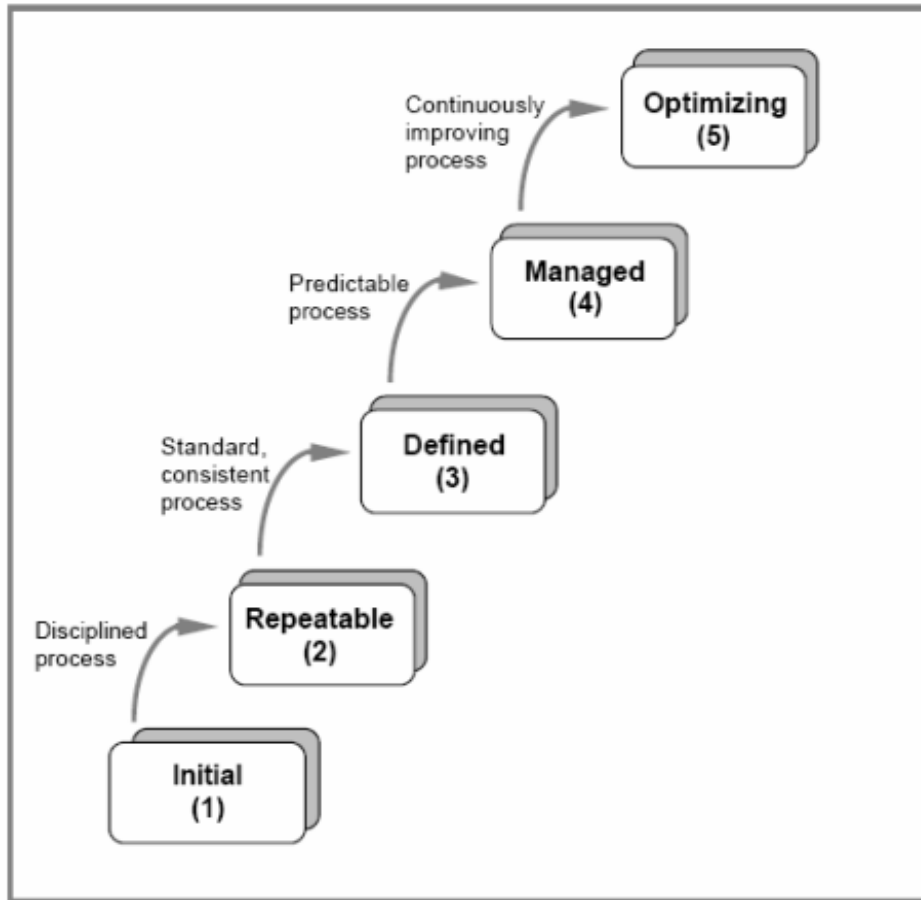 Continuously
improving
process
Optimizing
(5)
Predictable
process
Managed
(4)
Standard,
consistent
process
Defined
(3)
Disciplined
process
Repeatable
(2)
Initial
(1)